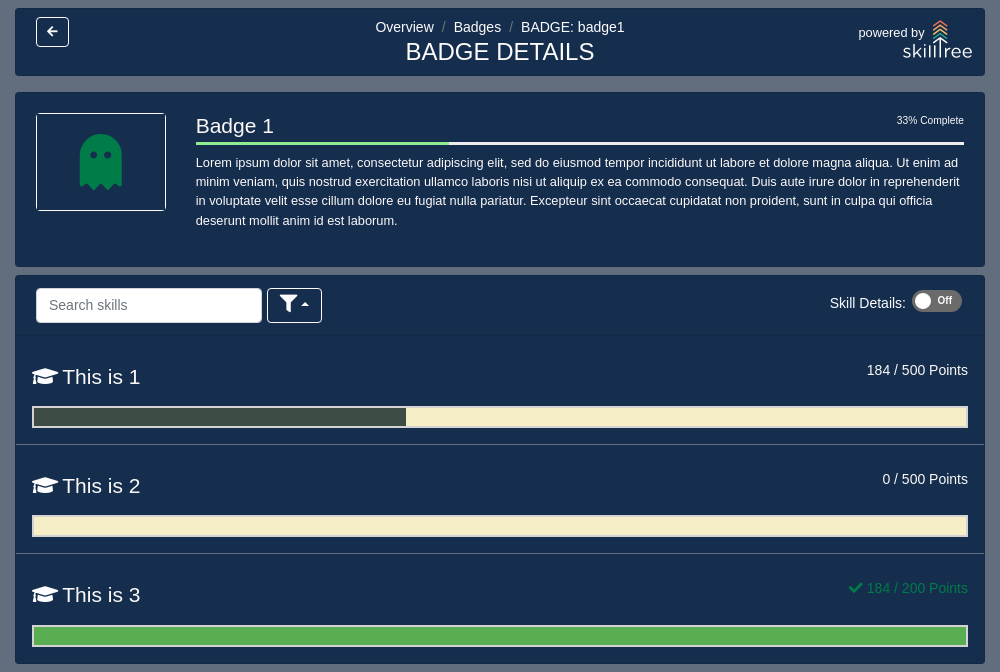 Overview / Badges / BADGE: badge1
BADGE DETAILS
powered by
skilltree
Badge 1
33% Complete
Lorem ipsum dolor sit amet, consectetur adipiscing elit, sed do eiusmod tempor incididunt ut labore et dolore magna aliqua. Ut enim ad
minim veniam, quis nostrud exercitation ullamco laboris nisi ut aliquip ex ea commodo consequat. Duis aute irure dolor in reprehenderit
in voluptate velit esse cillum dolore eu fugiat nulla pariatur. Excepteur sint occaecat cupidatat non proident, sunt in culpa qui officia
deserunt mollit anim id est laborum.
Search skills
Skill Details: Off
This is 1
184 / 500 Points
This is 2
0 / 500 Points
This is 3
184 / 200 Points